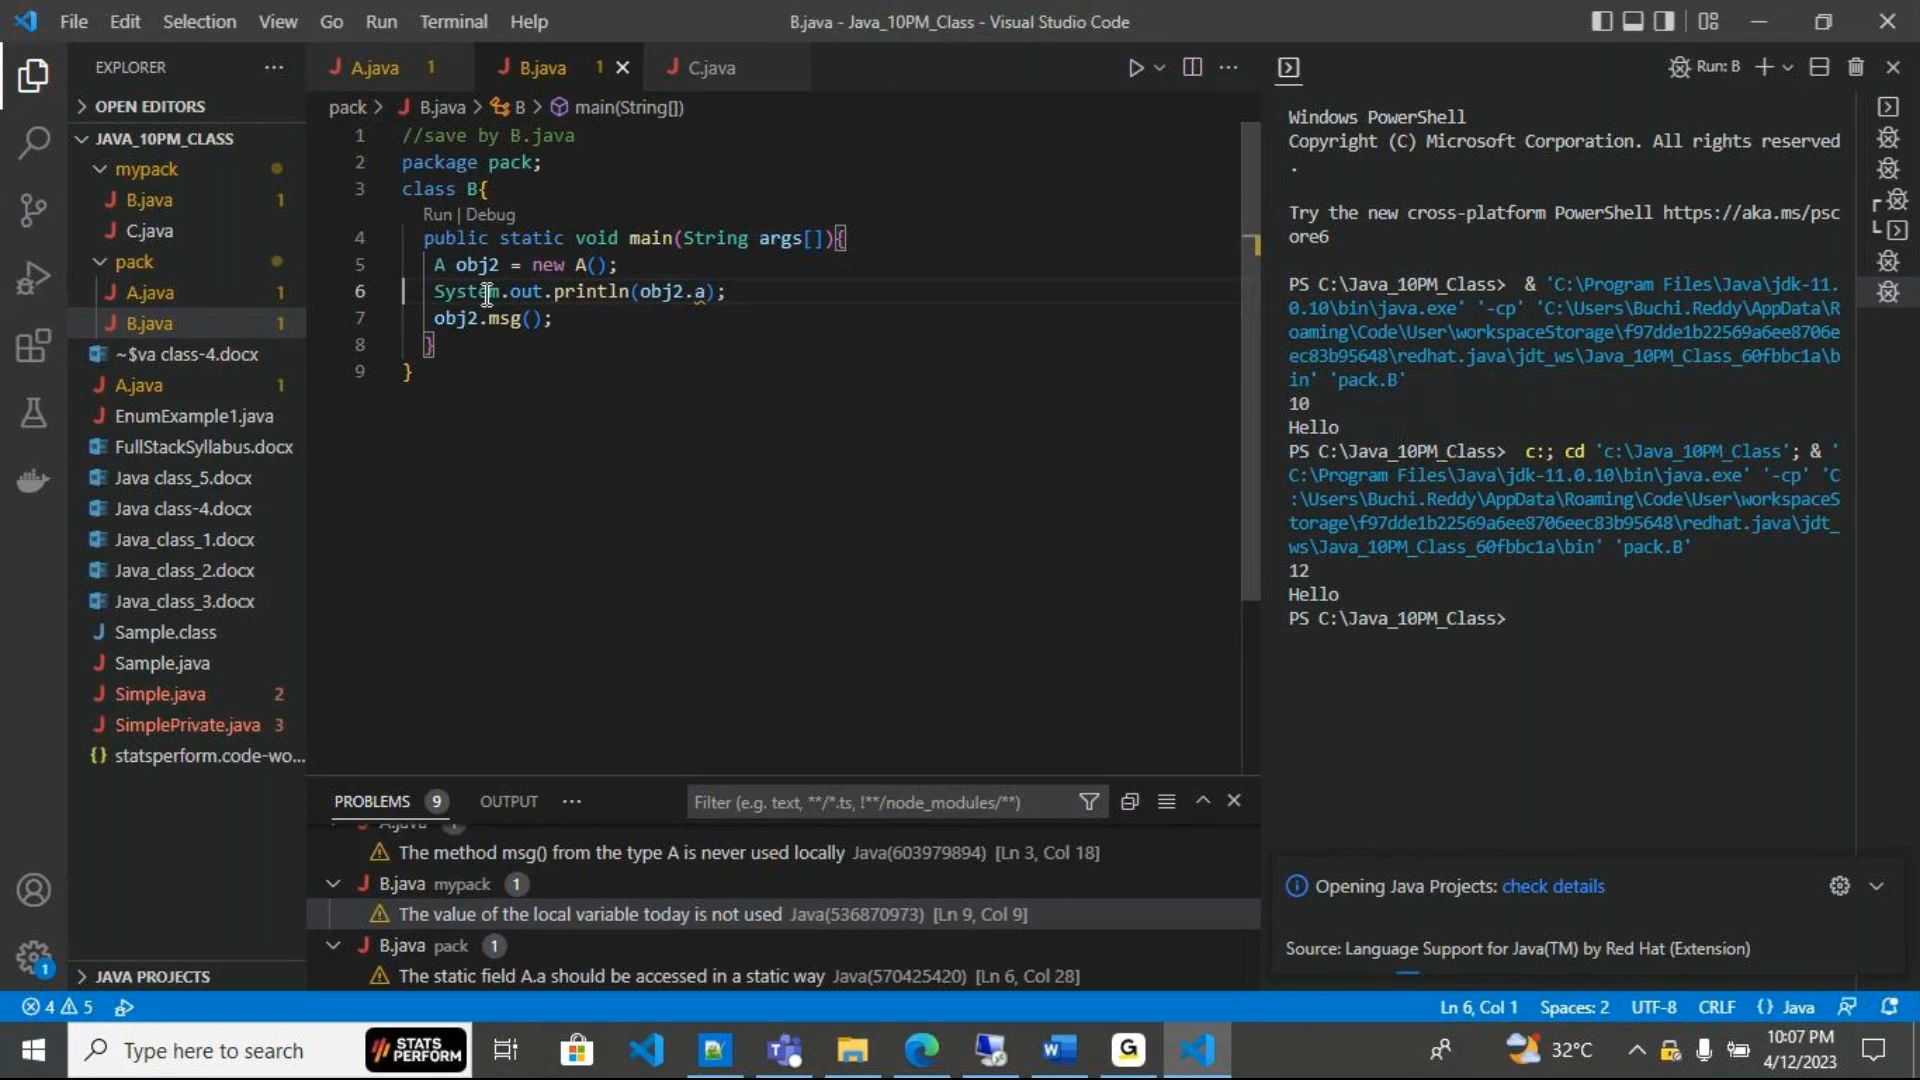 File Edit Selection View Go Run Terminal Help
B.java - Java_10PM_Class - Visual Studio Code
EXPLORER
OPEN EDITORS
JAVA_10PM_CLASS
mypack
B.java 1
C.java
pack
A.java 1
B.java 1
~$va class-4.docx
A.java 1
EnumExample1.java
FullStackSyllabus.docx
Java class_5.docx
Java class-4.docx
Java_class_1.docx
Java_class_2.docx
Java_class_3.docx
Sample.class
Sample.java
Simple.java 2
SimplePrivate.java 3
{} statsperform.code-wo...
JAVA PROJECTS
A.java 1 B.java 1 C.java
pack > B.java > B > main(String[])
1 //save by B.java
2 package pack;
3 class B{
Run | Debug
4 public static void main(String args[]){
5 A obj2 = new A();
6 System.out.println(obj2.a);
7 obj2.msg();
8 }
9 }
PROBLEMS 9 OUTPUT ...
Filter (e.g. text, **/*.ts, !**/node_modules/**)
A.java 1
The method msg() from the type A is never used locally Java(603979894) [Ln 3, Col 18]
B.java mypack 1
The value of the local variable today is not used Java(536870973) [Ln 9, Col 9]
B.java pack 1
The static field A.a should be accessed in a static way Java(570425420) [Ln 6, Col 28]
Run: B
Windows PowerShell
Copyright (C) Microsoft Corporation. All rights reserved
.
Try the new cross-platform PowerShell https://aka.ms/psc
ore6
PS C:\Java_10PM_Class>  & 'C:\Program Files\Java\jdk-11.
0.10\bin\java.exe' '-cp' 'C:\Users\Buchi.Reddy\AppData\R
oaming\Code\User\workspaceStorage\f97dde1b22569a6ee8706e
ec83b95648\redhat.java\jdt_ws\Java_10PM_Class_60fbbc1a\b
in' 'pack.B'
10
Hello
PS C:\Java_10PM_Class>  c:; cd 'c:\Java_10PM_Class'; & '
C:\Program Files\Java\jdk-11.0.10\bin\java.exe' '-cp' 'C
:\Users\Buchi.Reddy\AppData\Roaming\Code\User\workspaceS
torage\f97dde1b22569a6ee8706eec83b95648\redhat.java\jdt_
ws\Java_10PM_Class_60fbbc1a\bin' 'pack.B'
12
Hello
PS C:\Java_10PM_Class>
Opening Java Projects: check details
Source: Language Support for Java(TM) by Red Hat (Extension)
1
4 5
Ln 6, Col 1 Spaces: 2 UTF-8 CRLF {} Java
Type here to search
STATS PERFORM
32°C
10:07 PM
4/12/2023